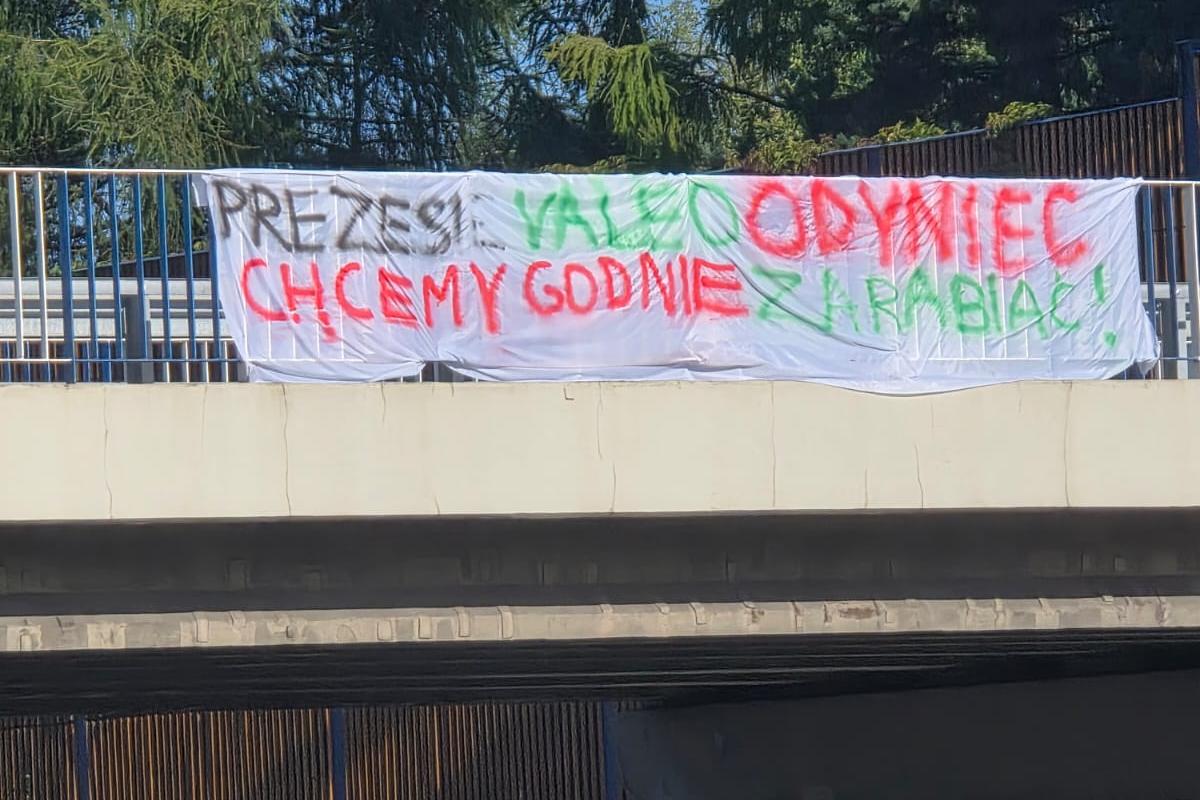 PREZESIE VALEO ODYNIEC
CHCEMY GODNIE ZARABIAĆ!